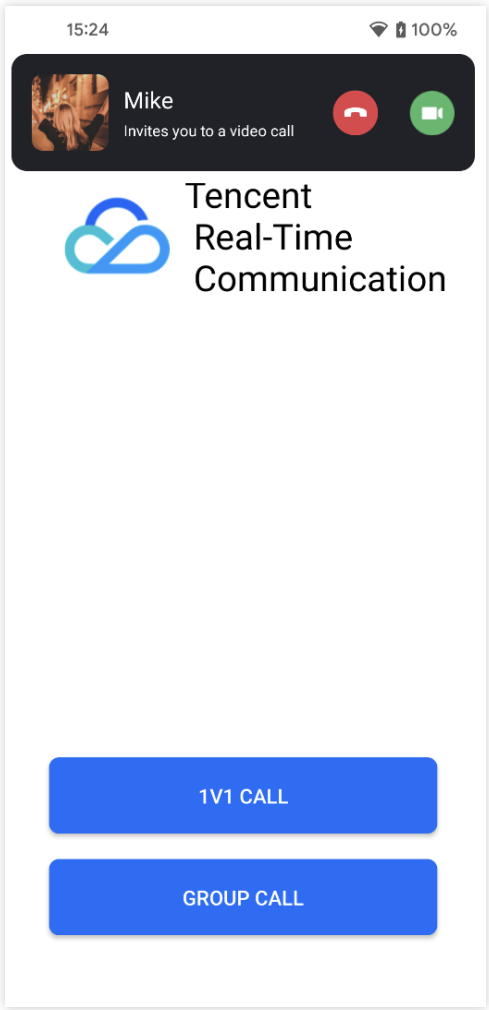 15:24
100%
Mike
Invites you to a video call
Tencent
Real-Time
Communication
1V1 CALL
GROUP CALL